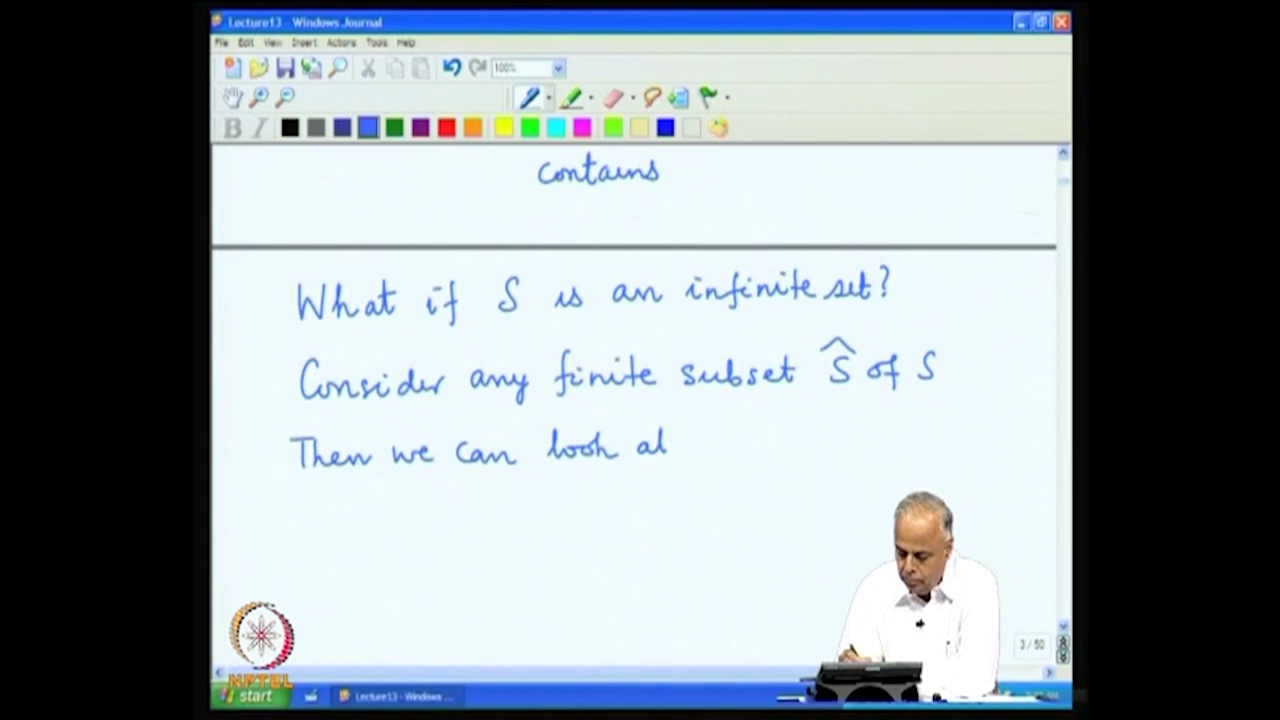 Lecture13 - Windows Journal
File Edit View Insert Actions Tools Help
100%
B I
contains
What if S is an infinite set?
Consider any finite subset Ŝ of S
Then we can look at
3 / 50
NPTEL
start Lecture13 - Windows ...